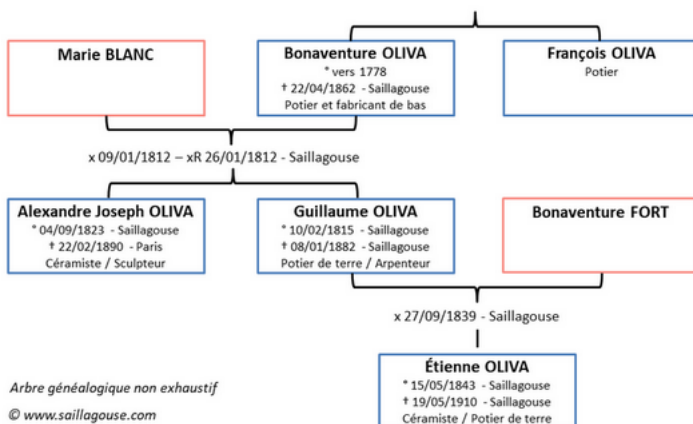 Marie BLANC
Bonaventure OLIVA
* vers 1778
† 22/04/1862 - Saillagouse
Potier et fabricant de bas
François OLIVA
Potier
x 09/01/1812 – xR 26/01/1812 - Saillagouse
Alexandre Joseph OLIVA
* 04/09/1823 - Saillagouse
† 22/02/1890 - Paris
Céramiste / Sculpteur
Guillaume OLIVA
* 10/02/1815 - Saillagouse
† 08/01/1882 - Saillagouse
Potier de terre / Arpenteur
Bonaventure FORT
x 27/09/1839 - Saillagouse
Étienne OLIVA
* 15/05/1843 - Saillagouse
† 19/05/1910 - Saillagouse
Céramiste / Potier de terre
Arbre généalogique non exhaustif
© www.saillagouse.com